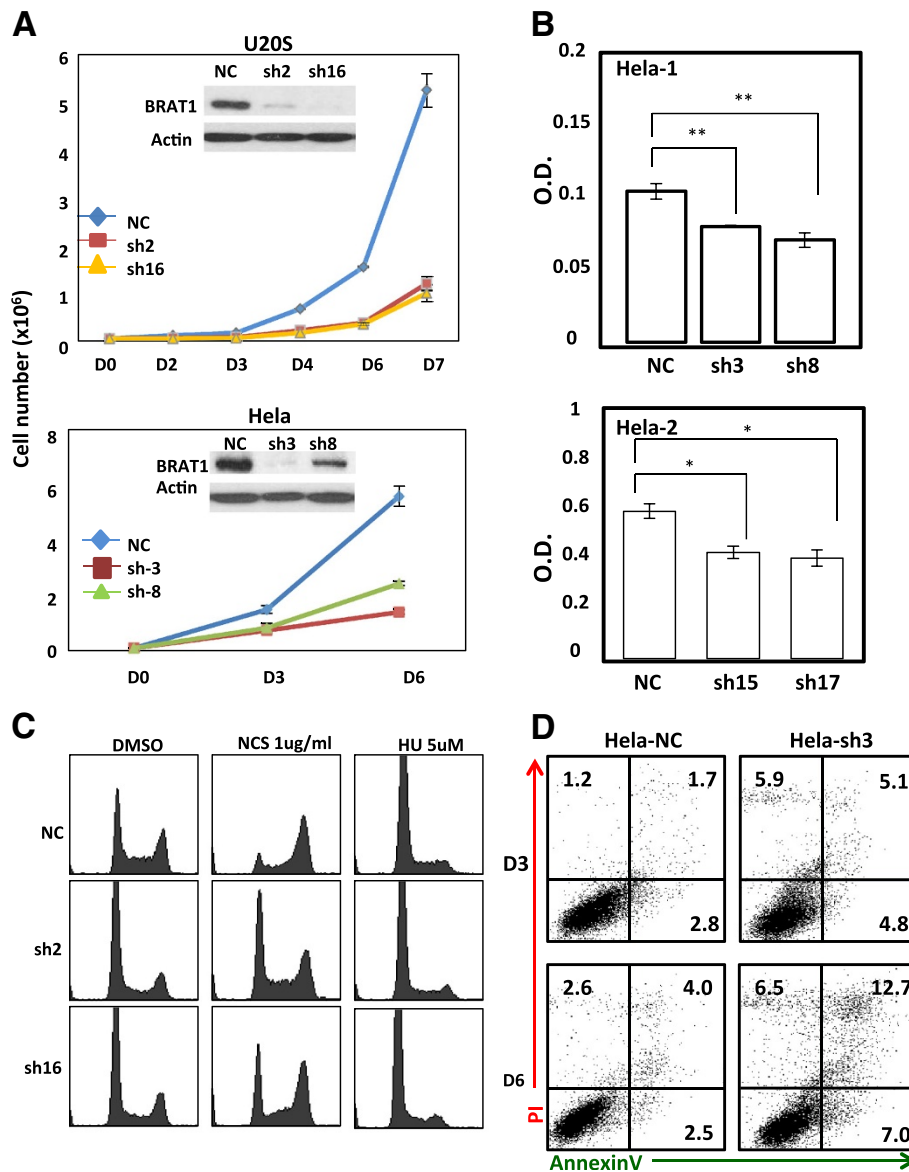 A
U20S
6
5
4
3
2
1
0
NC sh2 sh16
BRAT1
Actin
NC
sh2
sh16
D0 D2 D3 D4 D6 D7
Cell number (x10⁶)
Hela
8
6
4
2
0
NC sh3 sh8
BRAT1
Actin
NC
sh-3
sh-8
D0 D3 D6
B
0.2
0.15
0.1
0.05
0
O.D.
Hela-1
**
**
NC sh3 sh8
1
0.8
0.6
0.4
0.2
0
O.D.
Hela-2
*
*
NC sh15 sh17
C
DMSO NCS 1ug/ml HU 5uM
NC
sh2
sh16
D
Hela-NC Hela-sh3
D3
1.2 1.7 5.9 5.1
2.8 4.8
D6
2.6 4.0 6.5 12.7
2.5 7.0
PI
AnnexinV